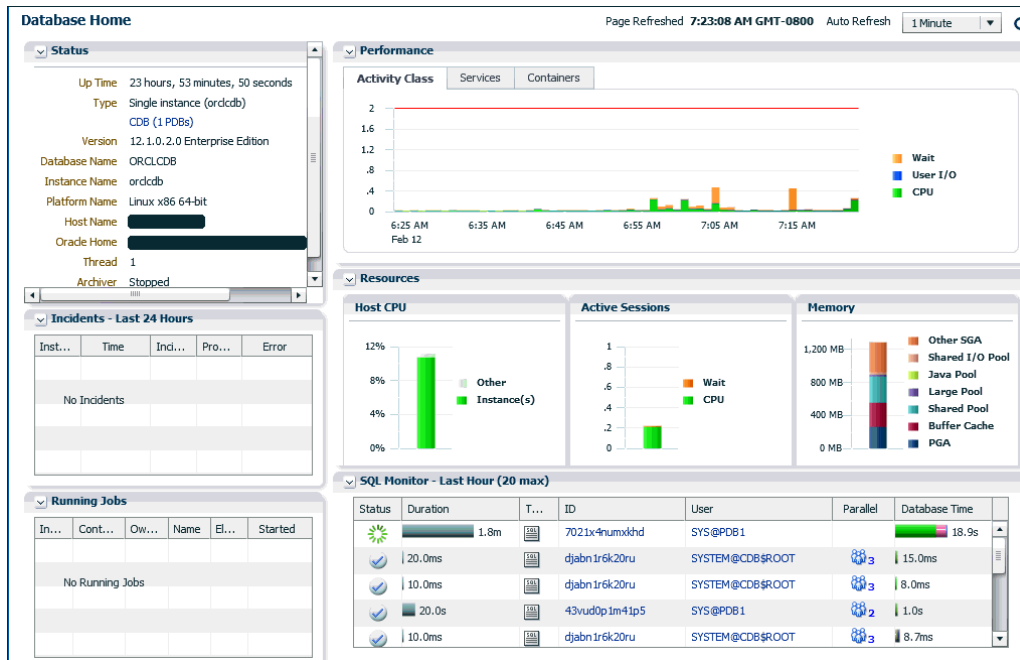 Database Home
Page Refreshed 7:23:08 AM GMT-0800 Auto Refresh 1 Minute
Status
Up Time 23 hours, 53 minutes, 50 seconds
Type Single instance (orclcdb)
CDB (1 PDBs)
Version 12.1.0.2.0 Enterprise Edition
Database Name ORCLCDB
Instance Name orclcdb
Platform Name Linux x86 64-bit
Host Name
Oracle Home
Thread 1
Archiver Stopped
Performance
Activity Class Services Containers
2
1.6
1.2
.8
.4
0
6:25 AM 6:35 AM 6:45 AM 6:55 AM 7:05 AM 7:15 AM
Feb 12
Wait
User I/O
CPU
Resources
Host CPU
12%
8%
4%
0%
Other
Instance(s)
Active Sessions
1
.8
.6
.4
.2
0
Wait
CPU
Memory
1,200 MB
800 MB
400 MB
0 MB
Other SGA
Shared I/O Pool
Java Pool
Large Pool
Shared Pool
Buffer Cache
PGA
Incidents - Last 24 Hours
Inst... Time Inci... Pro... Error
No Incidents
Running Jobs
In... Cont... Ow... Name El... Started
No Running Jobs
SQL Monitor - Last Hour (20 max)
Status Duration T... ID User Parallel Database Time
1.8m SQL 7021x4numxkhd SYS@PDB1 18.9s
20.0ms SQL djabn1r6k20ru SYSTEM@CDB$ROOT 3 15.0ms
10.0ms SQL djabn1r6k20ru SYSTEM@CDB$ROOT 3 8.0ms
20.0s SQL 43vud0p1m41p5 SYS@PDB1 2 1.0s
10.0ms SQL djabn1r6k20ru SYSTEM@CDB$ROOT 3 8.7ms